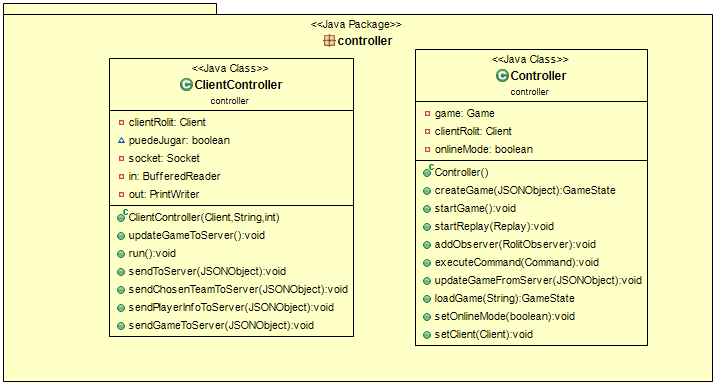 <<Java Package>>
controller
<<Java Class>>
ClientController
controller
clientRolit: Client
puedeJugar: boolean
socket: Socket
in: BufferedReader
out: PrintWriter
ClientController(Client,String,int)
updateGameToServer():void
run():void
sendToServer(JSONObject):void
sendChosenTeamToServer(JSONObject):void
sendPlayerInfoToServer(JSONObject):void
sendGameToServer(JSONObject):void
<<Java Class>>
Controller
controller
game: Game
clientRolit: Client
onlineMode: boolean
Controller()
createGame(JSONObject):GameState
startGame():void
startReplay(Replay):void
addObserver(RolitObserver):void
executeCommand(Command):void
updateGameFromServer(JSONObject):void
loadGame(String):GameState
setOnlineMode(boolean):void
setClient(Client):void